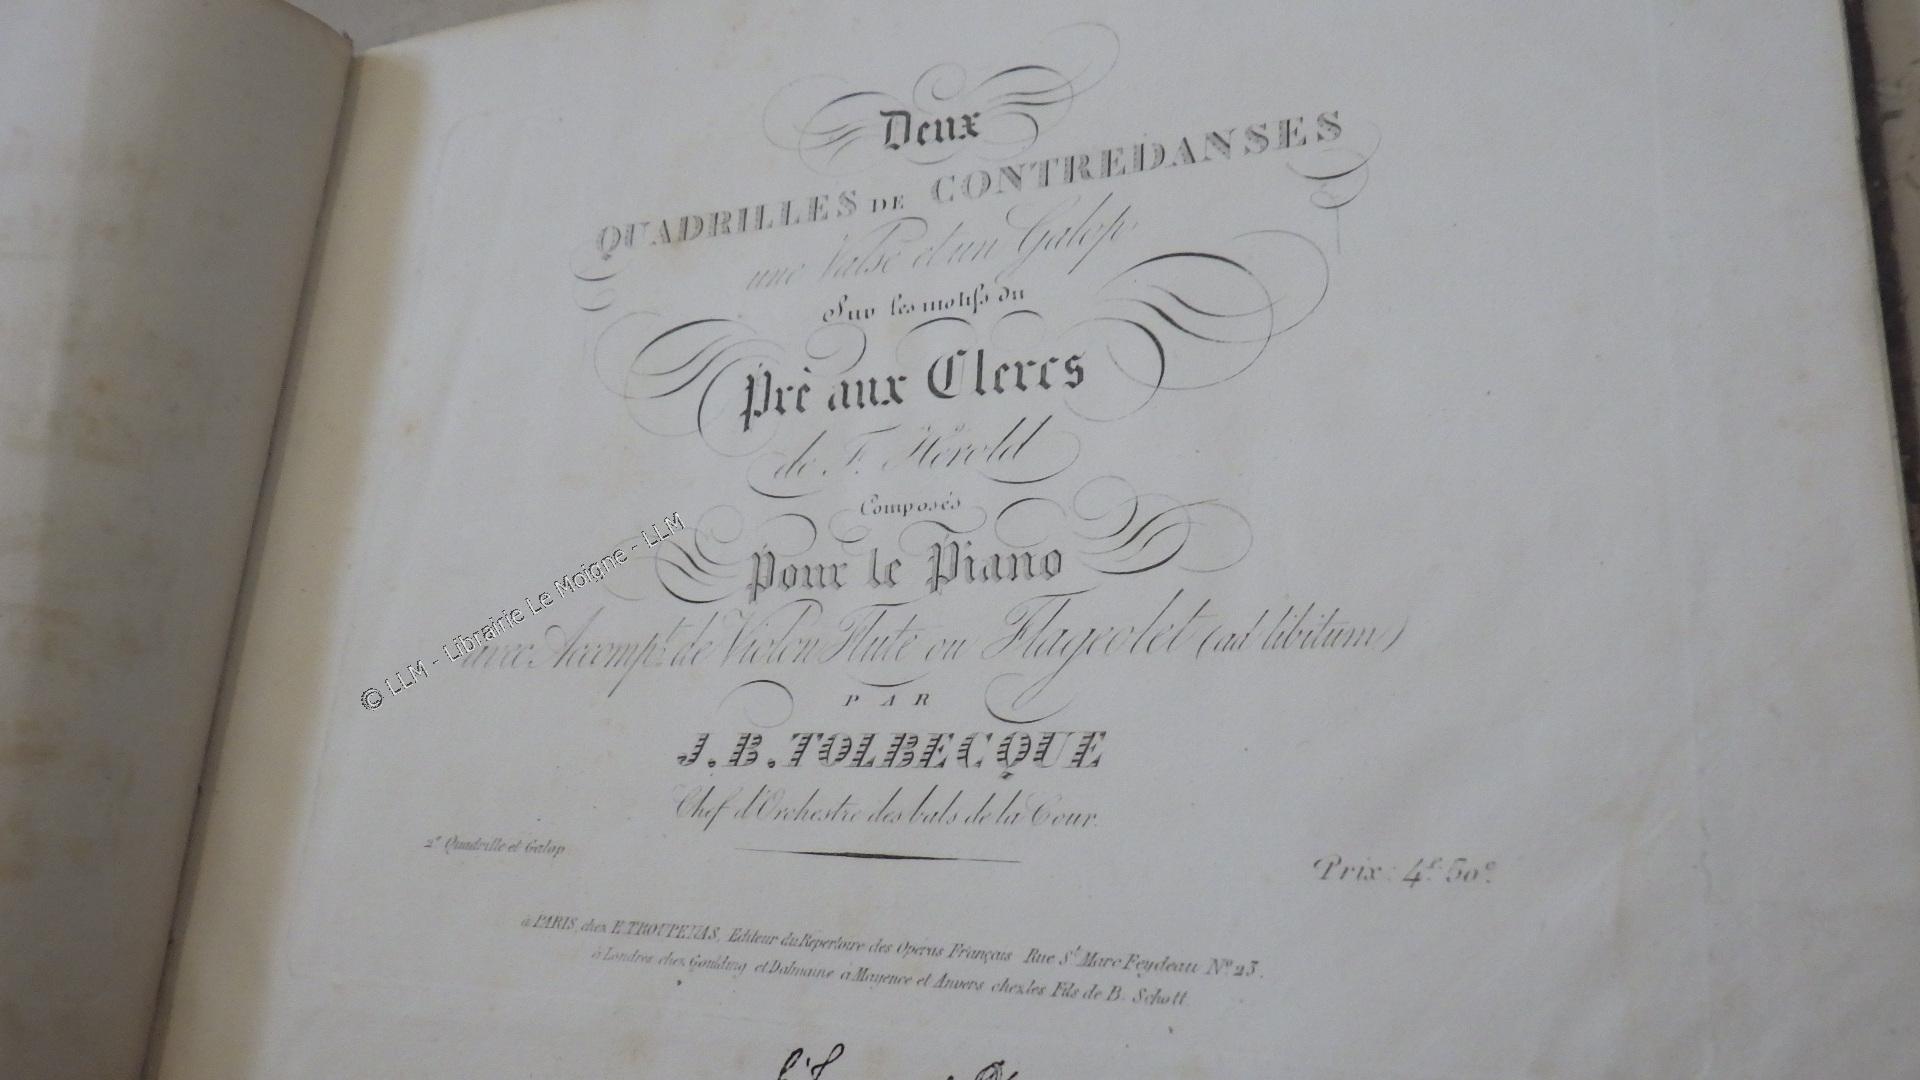 Deux
QUADRILLES DE CONTREDANSES
une Valse et un Galop
Sur les motifs du
Pré aux Clercs
de F. Hérold
Composés
Pour le Piano
avec Accompt. de Violon Flute ou Flageolet (ad libitum)
PAR
J. B. TOLBECQUE
Chef d'Orchestre des bals de la Cour.
2e Quadrille et Galop
Prix: 4f. 50c.
à PARIS, chez E. TROUPENAS, Editeur du Répertoire des Opéras Français Rue St. Marc Feydeau No. 23.
à Londres chez Goulding et Dalmaine à Mayence et Anvers chez les Fils de B. Schott
© LLM - Librairie Le Moigne - LLM